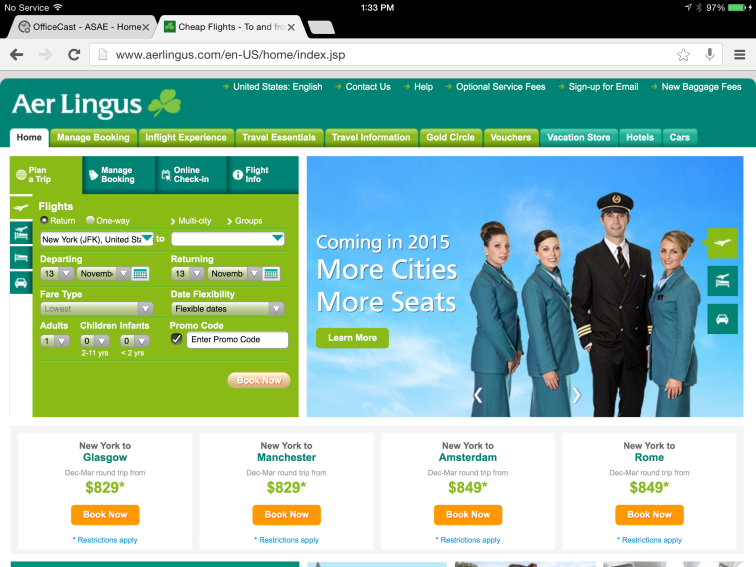 No Service
1:33 PM
97%
OfficeCast - ASAE - Home
Cheap Flights - To and fro
www.aerlingus.com/en-US/home/index.jsp
United States: English
Contact Us
Help
Optional Service Fees
Sign-up for Email
New Baggage Fees
Aer Lingus
Home
Manage Booking
Inflight Experience
Travel Essentials
Travel Information
Gold Circle
Vouchers
Vacation Store
Hotels
Cars
Plan
a Trip
Manage
Booking
Online
Check-in
Flight
Info
Flights
Return
One-way
Multi-city
Groups
New York (JFK), United Sta
to
Departing
Returning
13
Novemb
13
Novemb
Fare Type
Date Flexibility
Lowest
Flexible dates
Adults
Children
Infants
Promo Code
1
0
0
Enter Promo Code
2-11 yrs
< 2 yrs
Book Now
Coming in 2015
More Cities
More Seats
Learn More
New York to
Glasgow
Dec-Mar round trip from
$829*
Book Now
* Restrictions apply
New York to
Manchester
Dec-Mar round trip from
$829*
Book Now
* Restrictions apply
New York to
Amsterdam
Dec-Mar round trip from
$849*
Book Now
* Restrictions apply
New York to
Rome
Dec-Mar round trip from
$849*
Book Now
* Restrictions apply